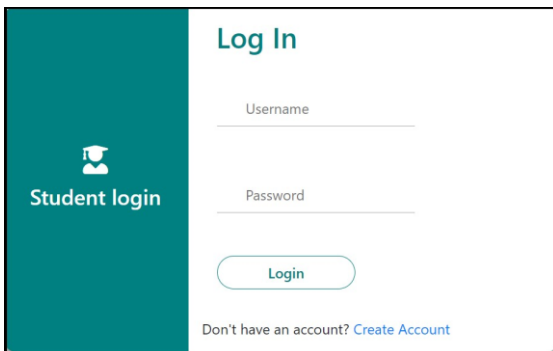 Log In
Username
Student login
Password
Login
Don't have an account? Create Account